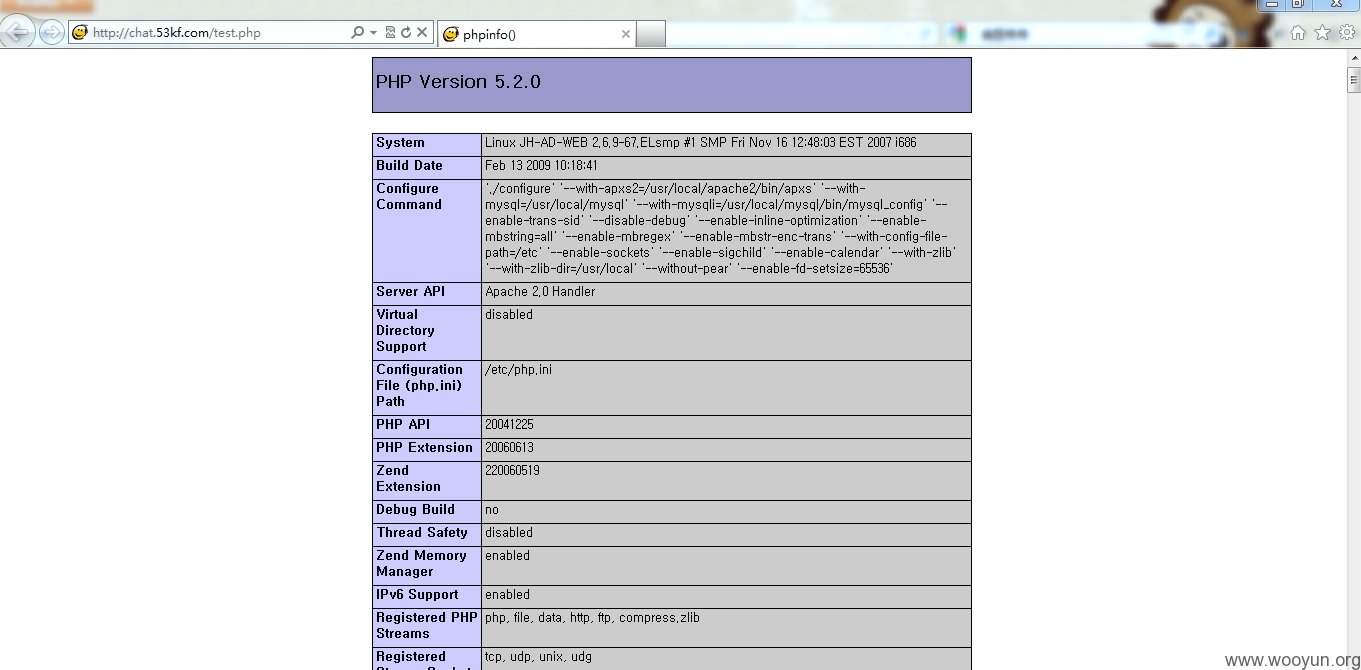 http://chat.53kf.com/test.php
phpinfo()
PHP Version 5.2.0
System
Linux JH-AD-WEB 2.6.9-67.ELsmp #1 SMP Fri Nov 16 12:48:03 EST 2007 i686
Build Date
Feb 13 2009 10:18:41
Configure
Command
'./configure' '--with-apxs2=/usr/local/apache2/bin/apxs' '--with-
mysql=/usr/local/mysql' '--with-mysqli=/usr/local/mysql/bin/mysql_config' '--
enable-trans-sid' '--disable-debug' '--enable-inline-optimization' '--enable-
mbstring=all' '--enable-mbregex' '--enable-mbstr-enc-trans' '--with-config-file-
path=/etc' '--enable-sockets' '--enable-sigchild' '--enable-calendar' '--with-zlib'
'--with-zlib-dir=/usr/local' '--without-pear' '--enable-fd-setsize=65536'
Server API
Apache 2.0 Handler
Virtual
Directory
Support
disabled
Configuration
File (php.ini)
Path
/etc/php.ini
PHP API
20041225
PHP Extension
20060613
Zend
Extension
220060519
Debug Build
no
Thread Safety
disabled
Zend Memory
Manager
enabled
IPv6 Support
enabled
Registered PHP
Streams
php, file, data, http, ftp, compress.zlib
Registered
tcp, udp, unix, udg
www.wooyun.org